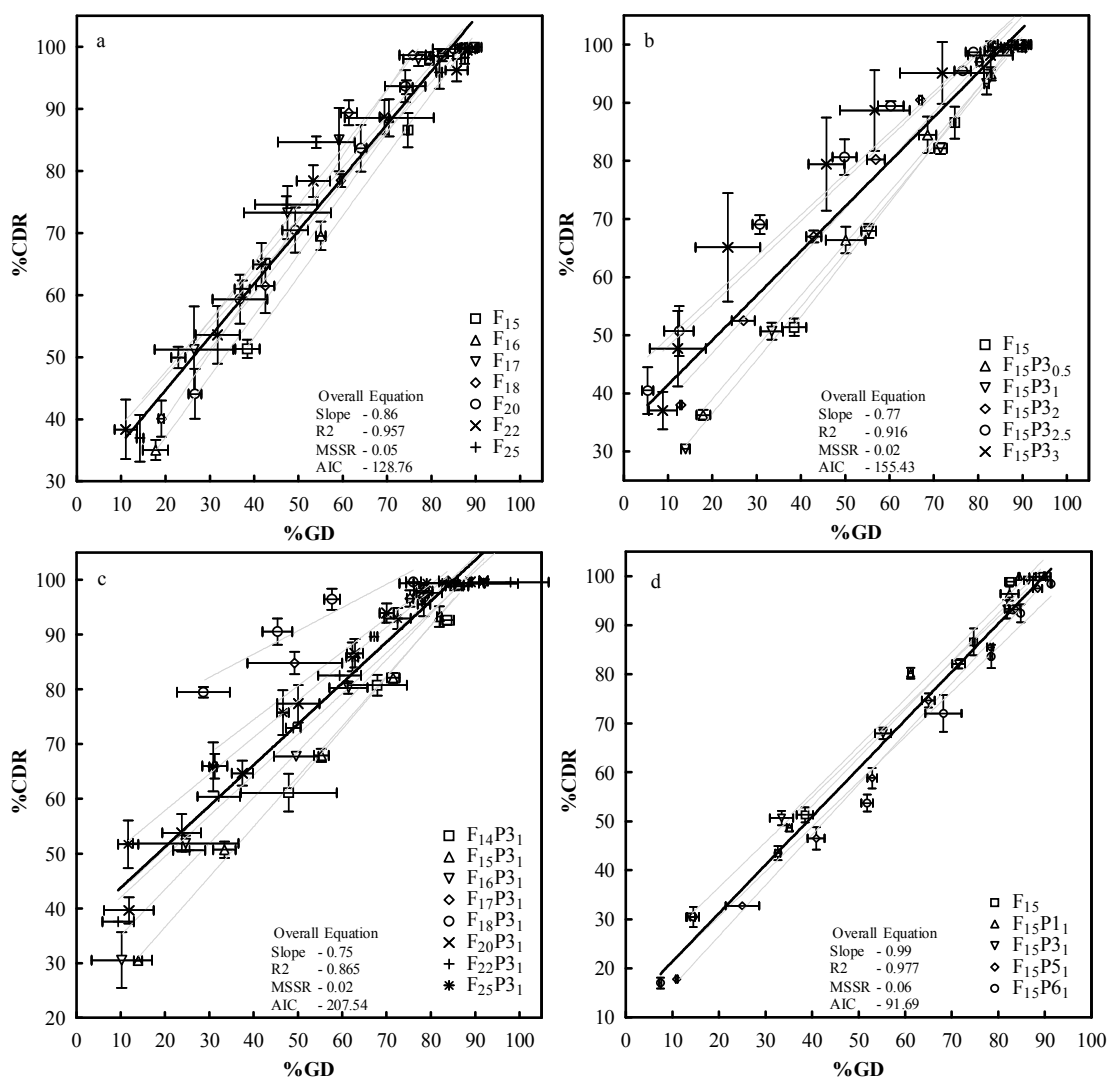 a
100
90
80
70
60
50
40
30
0 10 20 30 40 50 60 70 80 90 100
%CDR
%GD
F15
F16
F17
F18
F20
F22
F25
Overall Equation
Slope - 0.86
R2 - 0.957
MSSR - 0.05
AIC - 128.76
b
100
90
80
70
60
50
40
30
20
0 10 20 30 40 50 60 70 80 90 100
%CDR
%GD
F15
F15P30.5
F15P31
F15P32
F15P32.5
F15P33
Overall Equation
Slope - 0.77
R2 - 0.916
MSSR - 0.02
AIC - 155.43
c
100
90
80
70
60
50
40
30
20
0 10 20 30 40 50 60 70 80 90 100
%CDR
%GD
F14P31
F15P31
F16P31
F17P31
F18P31
F20P31
F22P31
F25P31
Overall Equation
Slope - 0.75
R2 - 0.865
MSSR - 0.02
AIC - 207.54
d
100
90
80
70
60
50
40
30
20
10
0 10 20 30 40 50 60 70 80 90 100
%CDR
%GD
F15
F15P11
F15P31
F15P51
F15P61
Overall Equation
Slope - 0.99
R2 - 0.977
MSSR - 0.06
AIC - 91.69